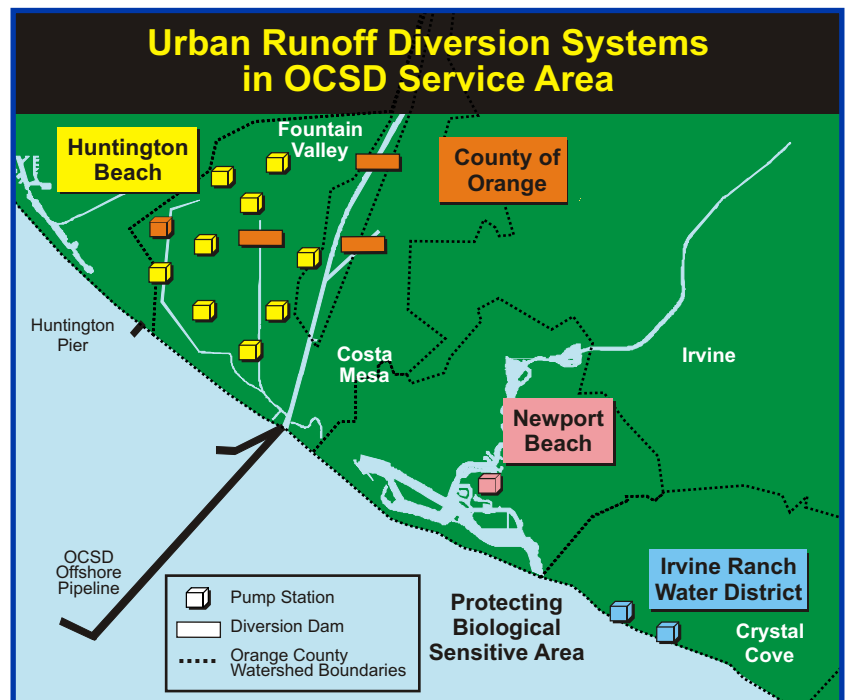 Urban Runoff Diversion Systems
in OCSD Service Area
Huntington
Beach
Fountain
Valley
County of
Orange
Huntington
Pier
Costa
Mesa
Irvine
Newport
Beach
OCSD
Offshore
Pipeline
Pump Station
Diversion Dam
Orange County
Watershed Boundaries
Protecting
Biological
Sensitive Area
Irvine Ranch
Water District
Crystal
Cove